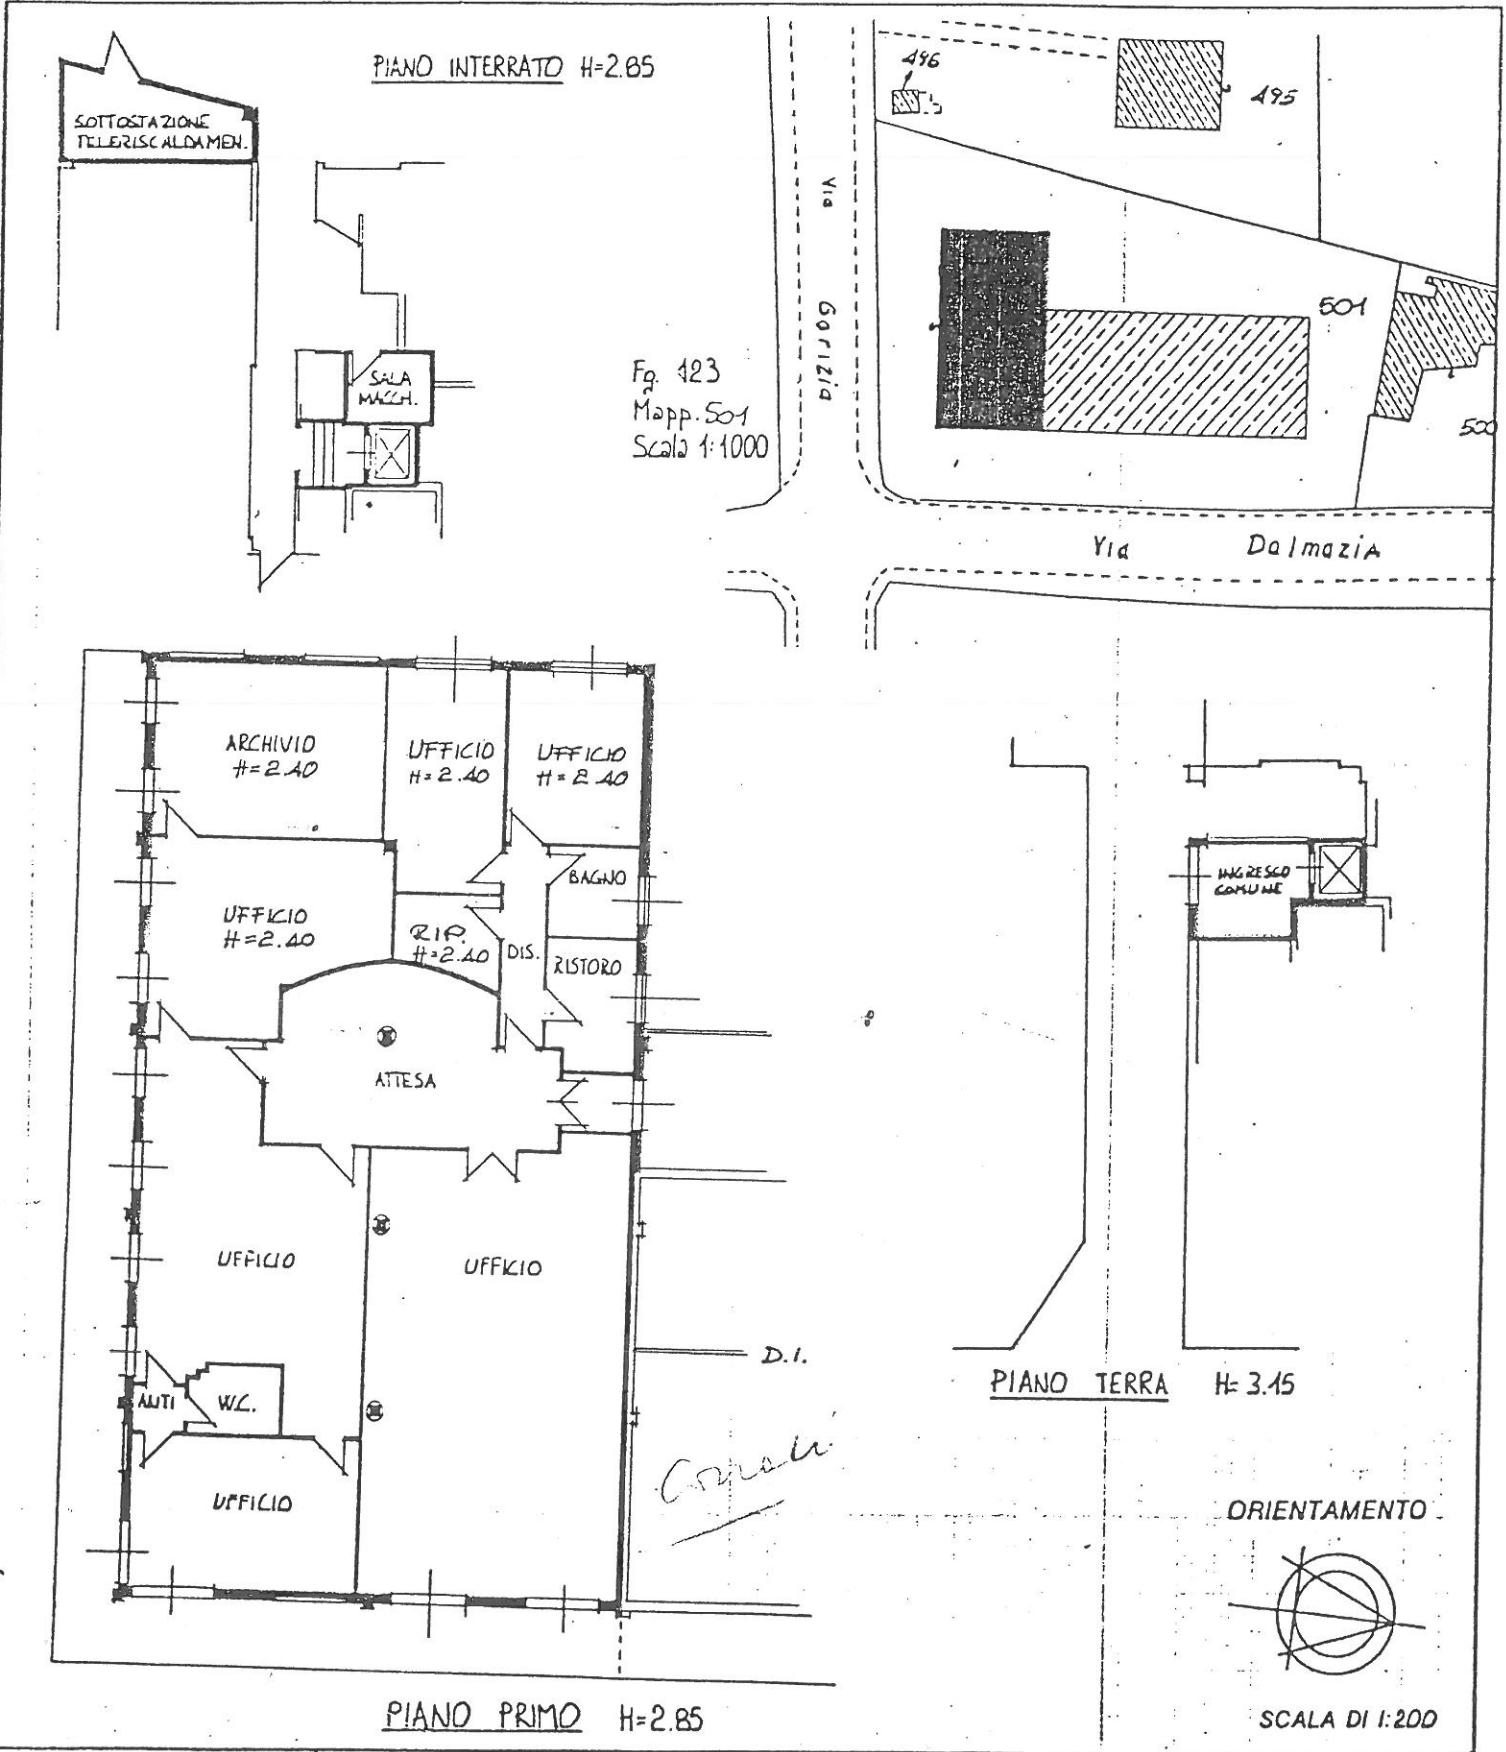 PIANO INTERRATO H=2.85
SOTTOSTAZIONE
TELERISCALDAMEN.
SALA
MACCH.
Fg. 123
Mapp. 501
Scala 1:1000
496
495
Via Gorizia
501
500
Via Dalmazia
ARCHIVIO
H=2.40
UFFICIO
H=2.40
UFFICIO
H=2.40
BAGNO
UFFICIO
H=2.40
RIP.
H=2.40
DIS.
RISTORO
ATTESA
UFFICIO
UFFICIO
ANTI
W.C.
UFFICIO
D.I.
PIANO PRIMO H=2.85
INGRESSO
COMUNE
PIANO TERRA H=3.15
ORIENTAMENTO
SCALA DI 1:200